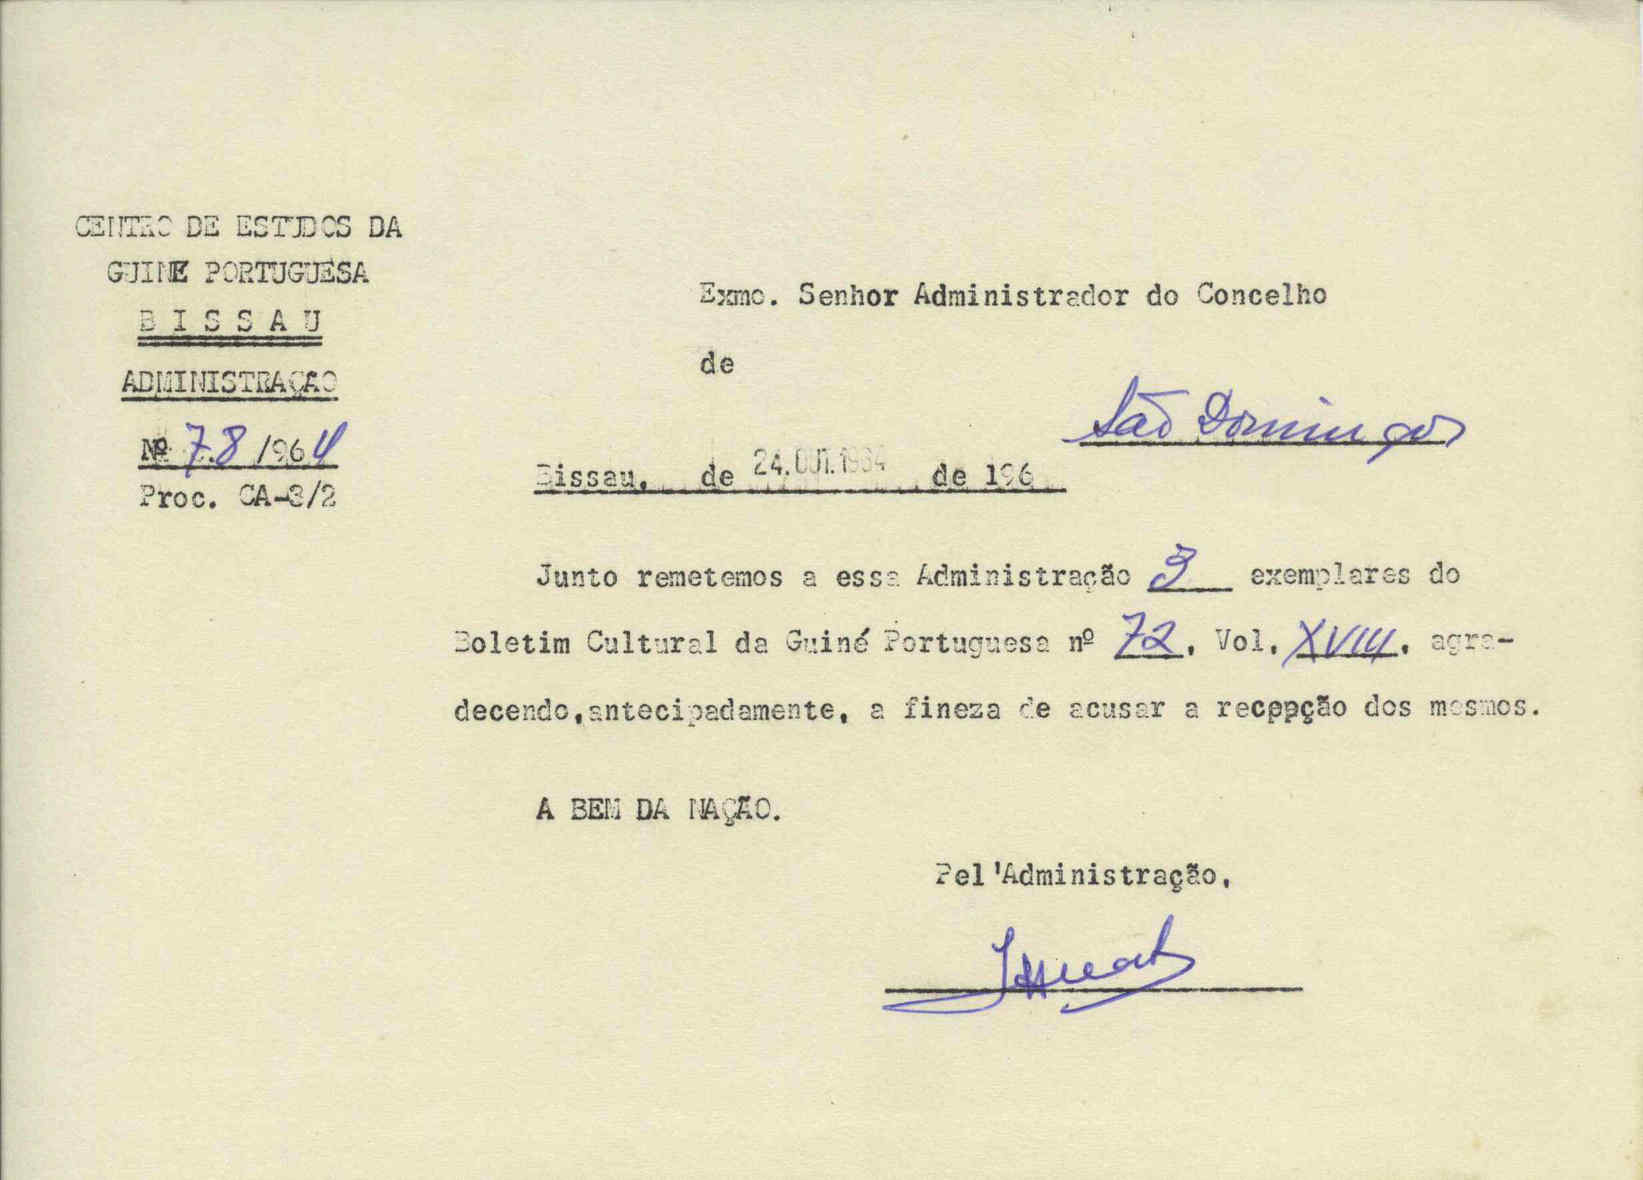 CENTRO DE ESTUDOS DA
GUINE PORTUGUESA
B I S S A U
ADMINISTRAÇAO
Nº 78/964
Proc. CA-3/2
Exmo. Senhor Administrador do Concelho
de
São Domingos
Bissau, de 24.OUT.1964 de 196
Junto remetemos a essa Administração 3 exemplares do
Boletim Cultural da Guiné Portuguesa nº 72, Vol. XVIII, agra-
decendo,antecipadamente, a fineza de acusar a recepção dos mesmos.
A BEM DA NAÇÃO.
Pel'Administração,